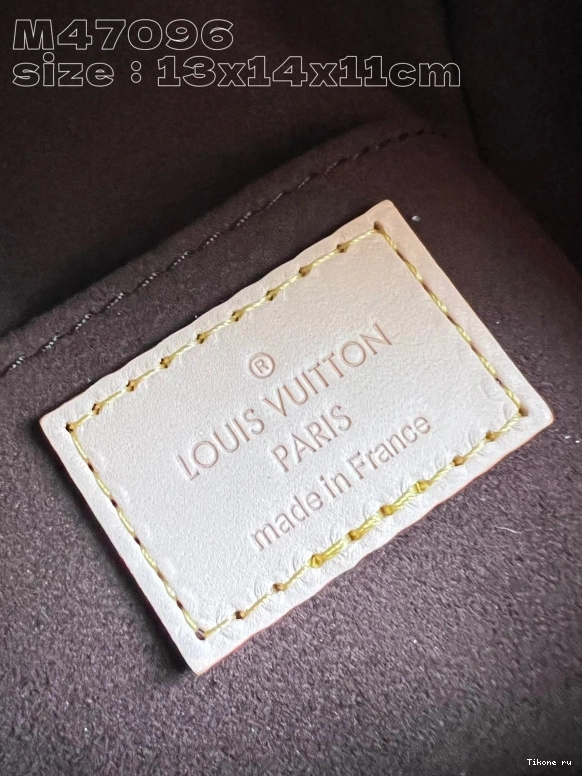 M47096
size : 13x14x11cm
®
LOUIS VUITTON
PARIS
made in France
Tikone ru